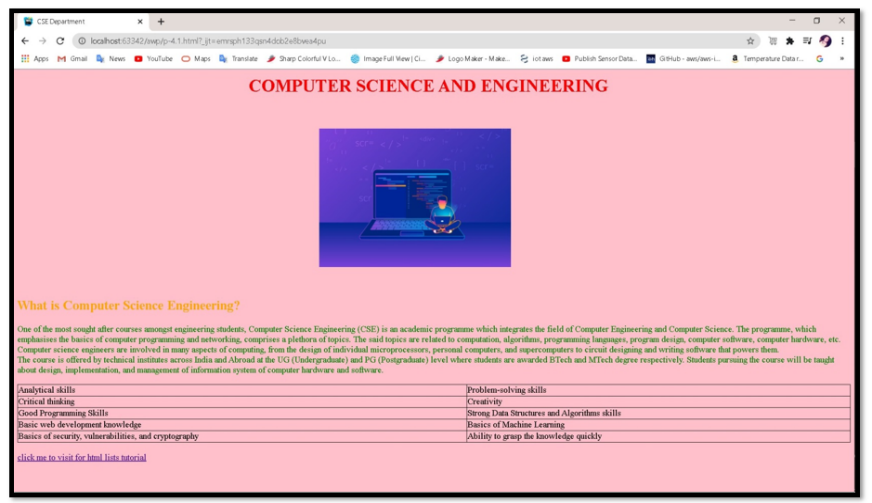 CSE Department
localhost:63342/swp/p-4.1.html?_ijt=
Apps Gmail News YouTube Maps Translate Sharp Colorful V Lo... Image Full View | Ci... Logo Maker - Make... iot aws Publish Sensor Data... GitHub - aws/aws-i... Temperature Data r...
COMPUTER SCIENCE AND ENGINEERING
What is Computer Science Engineering?
One of the most sought after courses amongst engineering students, Computer Science Engineering (CSE) is an academic programme which integrates the field of Computer Engineering and Computer Science. The programme, which
emphasises the basics of computer programming and networking, comprises a plethora of topics. The said topics are related to computation, algorithms, programming languages, program design, computer software, computer hardware, etc.
Computer science engineers are involved in many aspects of computing, from the design of individual microprocessors, personal computers, and supercomputers to circuit designing and writing software that powers them.
The course is offered by technical institutes across India and Abroad at the UG (Undergraduate) and PG (Postgraduate) level where students are awarded BTech and MTech degree respectively. Students pursuing the course will be taught
about design, implementation, and management of information system of computer hardware and software.
Analytical skills Problem-solving skills
Critical thinking Creativity
Good Programming Skills Strong Data Structures and Algorithms skills
Basic web development knowledge Basics of Machine Learning
Basics of security, vulnerabilities, and cryptography Ability to grasp the knowledge quickly
click me to visit for html lists tutorial